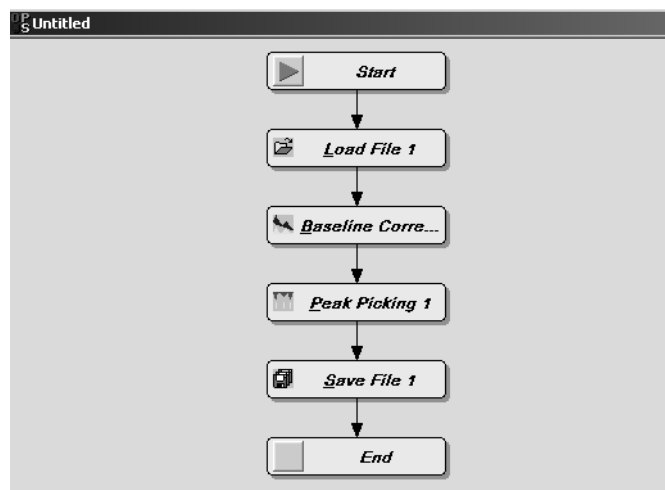 Untitled
Start
Load File 1
Baseline Corre...
Peak Picking 1
Save File 1
End